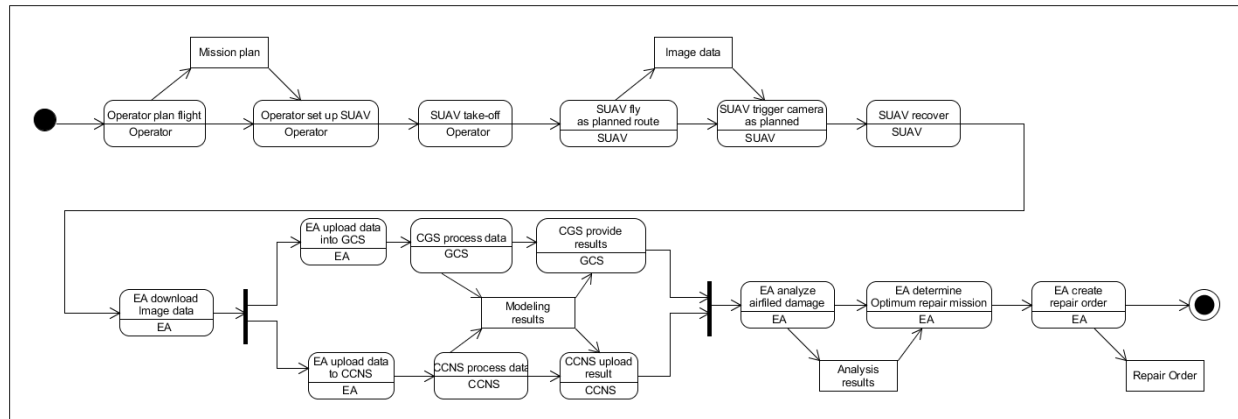 Mission plan
Image data
Operator plan flight
Operator
Operator set up SUAV
Operator
SUAV take-off
Operator
SUAV fly
as planned route
SUAV
SUAV trigger camera
as planned
SUAV
SUAV recover
SUAV
EA download
Image data
EA
EA upload data
into GCS
EA
CGS process data
GCS
CGS provide
results
GCS
Modeling
results
EA upload data
to CCNS
EA
CCNS process data
CCNS
CCNS upload
result
CCNS
EA analyze
airfiled damage
EA
EA determine
Optimum repair mission
EA
EA create
repair order
EA
Analysis
results
Repair Order